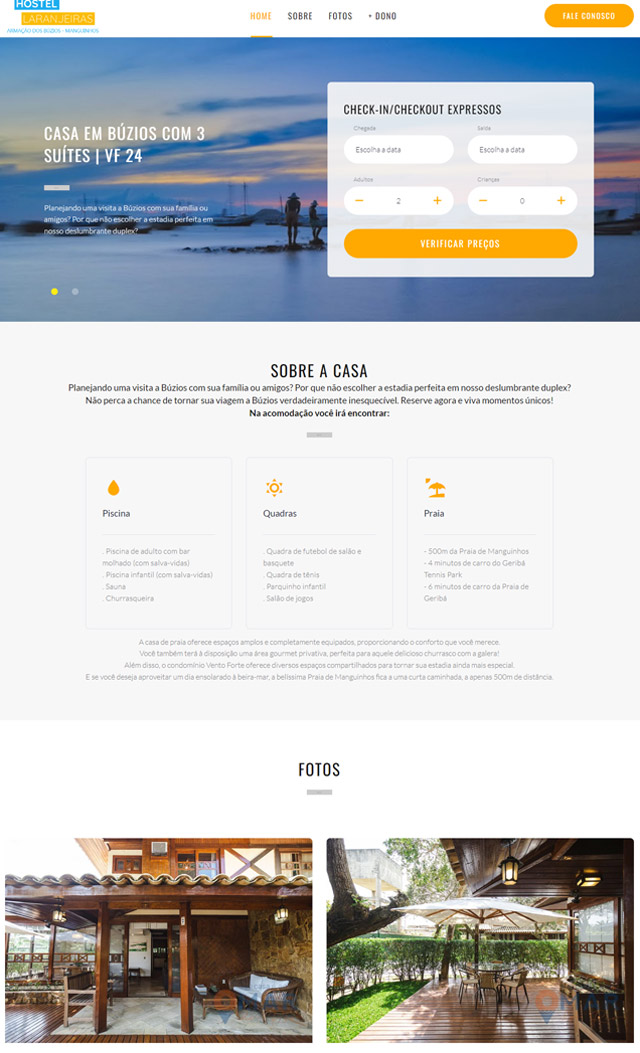 HOSTEL
LARANJEIRAS
ARMAÇÃO DOS BÚZIOS - MANGUINHOS
HOME
SOBRE
FOTOS
+ DONO
FALE CONOSCO
CASA EM BÚZIOS COM 3
SUÍTES | VF 24
Planejando uma visita a Búzios com sua família ou
amigos? Por que não escolher a estadia perfeita em
nosso deslumbrante duplex?
CHECK-IN/CHECKOUT EXPRESSOS
Chegada
Saída
Escolha a data
Escolha a data
Adultos
Crianças
− 2 +
− 0 +
VERIFICAR PREÇOS
SOBRE A CASA
Planejando uma visita a Búzios com sua família ou amigos? Por que não escolher a estadia perfeita em nosso deslumbrante duplex?
Não perca a chance de tornar sua viagem a Búzios verdadeiramente inesquecível. Reserve agora e viva momentos únicos!
Na acomodação você irá encontrar:
Piscina
. Piscina de adulto com bar
molhado (com salva-vidas)
. Piscina infantil (com salva-vidas)
. Sauna
. Churrasqueira
Quadras
. Quadra de futebol de salão e
basquete
. Quadra de tênis
. Parquinho infantil
. Salão de jogos
Praia
- 500m da Praia de Manguinhos
- 4 minutos de carro do Geribá
Tennis Park
- 6 minutos de carro da Praia de
Geribá
A casa de praia oferece espaços amplos e completamente equipados, proporcionando o conforto que você merece.
Você também terá à disposição uma área gourmet privativa, perfeita para aquele delicioso churrasco com a galera!
Além disso, o condomínio Vento Forte oferece diversos espaços compartilhados para tornar sua estadia ainda mais especial.
E se você deseja aproveitar um dia ensolarado à beira-mar, a belíssima Praia de Manguinhos fica a uma curta caminhada, a apenas 500m de distância.
FOTOS